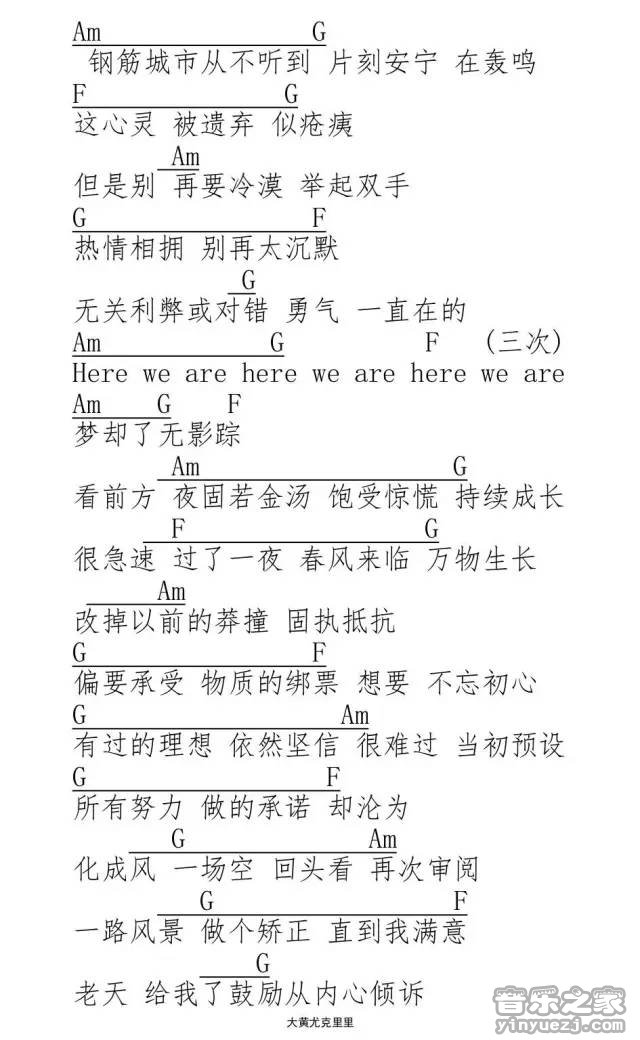 Am G
钢筋城市从不听到 片刻安宁 在轰鸣
F G
这心灵 被遗弃 似疮痍
Am
但是别 再要冷漠 举起双手
G F
热情相拥 别再太沉默
G
无关利弊或对错 勇气 一直在的
Am G F (三次)
Here we are here we are here we are
Am G F
梦却了无影踪
Am G
看前方 夜固若金汤 饱受惊慌 持续成长
F G
很急速 过了一夜 春风来临 万物生长
Am
改掉以前的莽撞 固执抵抗
G F
偏要承受 物质的绑票 想要 不忘初心
G Am
有过的理想 依然坚信 很难过 当初预设
G F
所有努力 做的承诺 却沦为
G Am
化成风 一场空 回头看 再次审阅
G F
一路风景 做个矫正 直到我满意
G
老天 给我了鼓励从内心倾诉
大黄尤克里里
音乐之家
yinyuezj.com